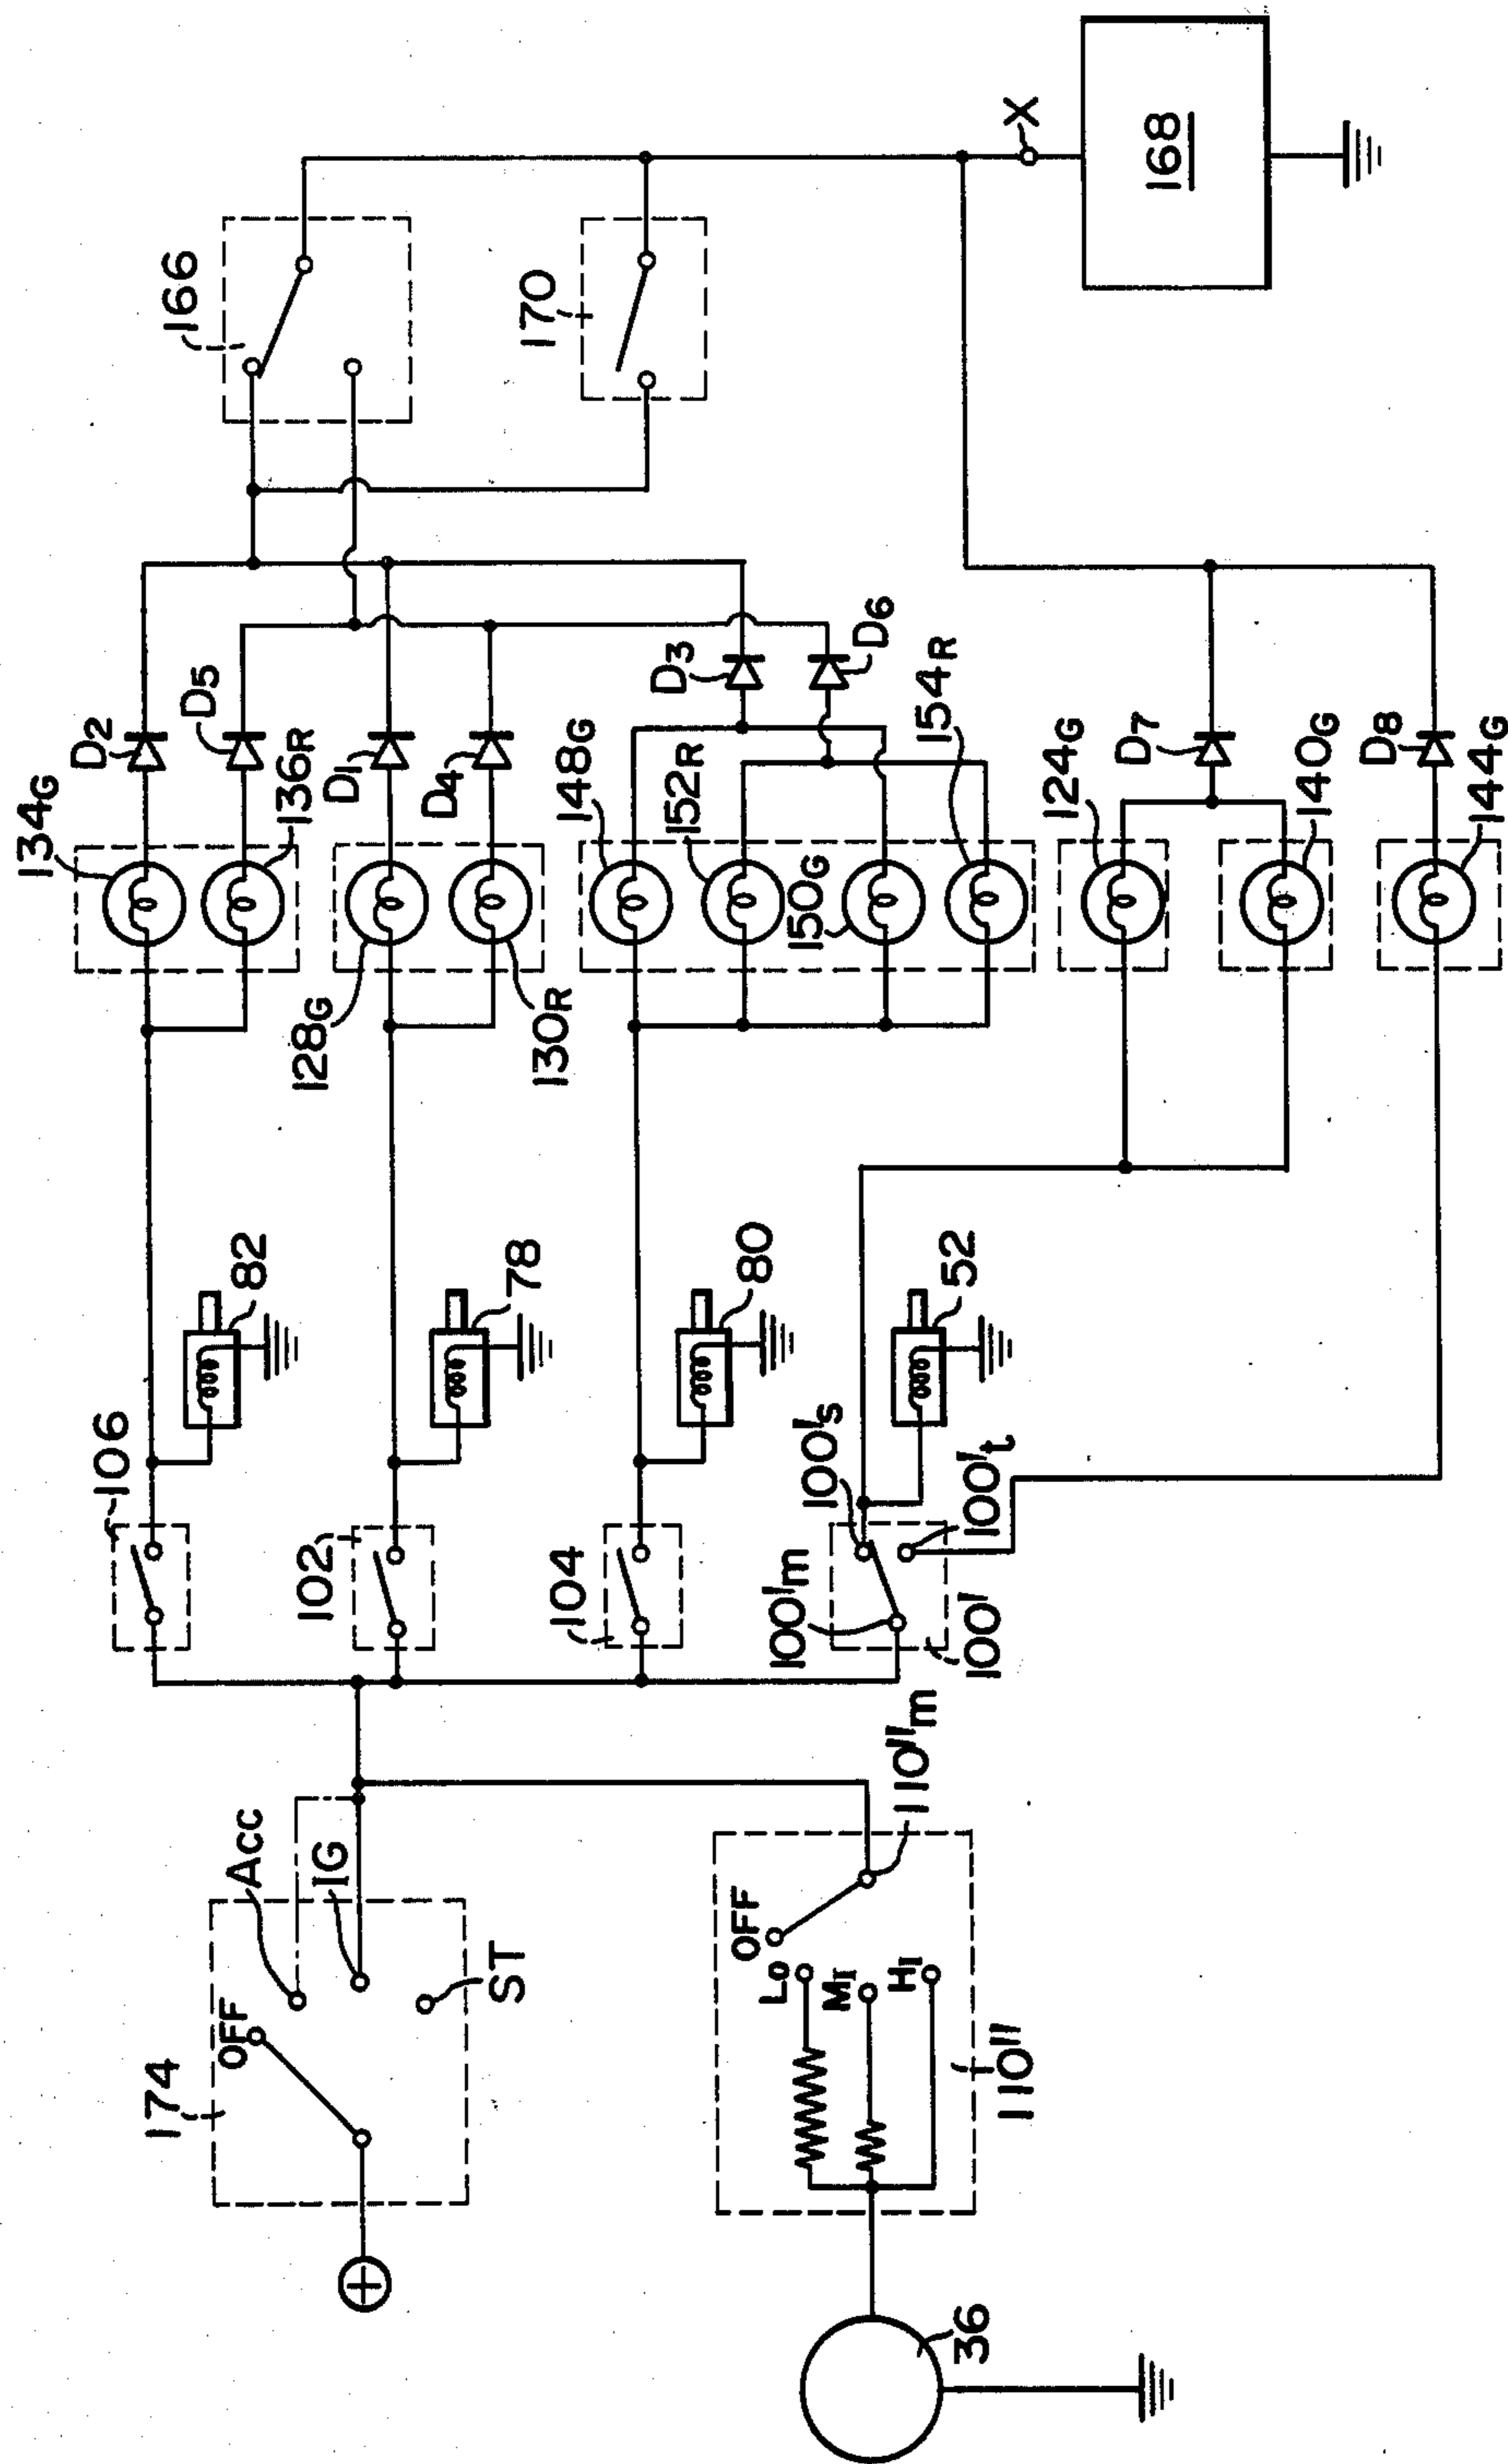 174
OFF
Acc
IG
ST
36
110"
OFF
Lo
MI
HI
110"m
106
82
102
78
104
80
100'm
100's
52
100't
100'
134G
D2
D5
136R
128G
D1
D4
130R
148G
152R
150G
154R
D3
D6
124G
D7
140G
D8
144G
166
170
X
168